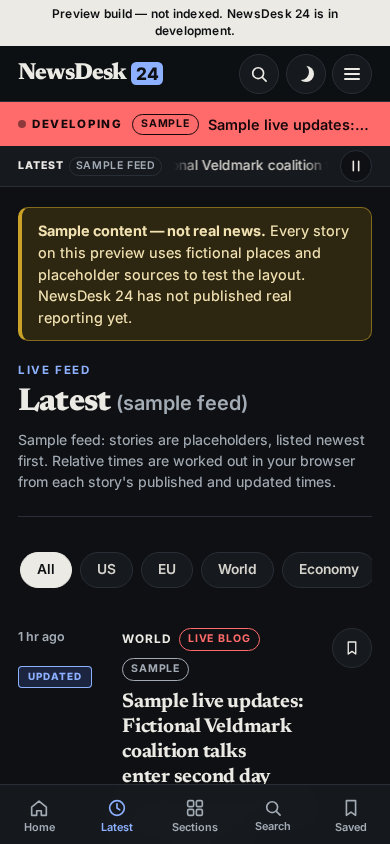 Preview build — not indexed. NewsDesk 24 is in
development.
NewsDesk 24
DEVELOPING SAMPLE Sample live updates:…
LATEST SAMPLE FEED nal Veldmark coalition
Sample content — not real news. Every story
on this preview uses fictional places and
placeholder sources to test the layout.
NewsDesk 24 has not published real
reporting yet.
LIVE FEED
Latest (sample feed)
Sample feed: stories are placeholders, listed newest
first. Relative times are worked out in your browser
from each story's published and updated times.
All US EU World Economy
1 hr ago WORLD LIVE BLOG
UPDATED SAMPLE
Sample live updates:
Fictional Veldmark
coalition talks
enter second day
Home Latest Sections Search Saved